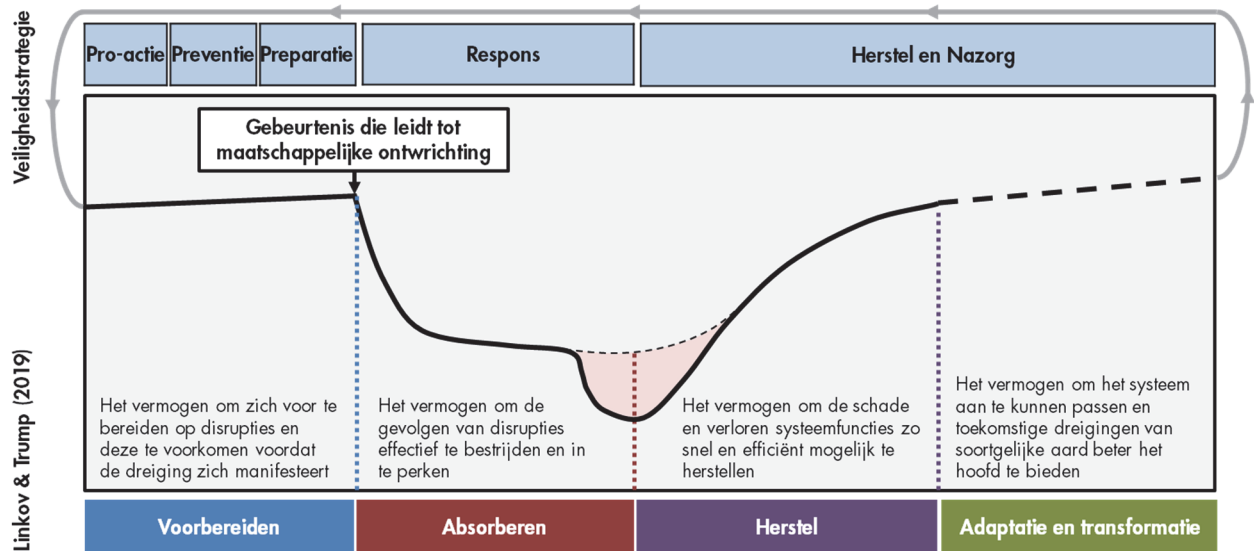 Veiligheidsstrategie
Pro-actie
Preventie
Preparatie
Respons
Herstel en Nazorg
Gebeurtenis die leidt tot
maatschappelijke ontwrichting
Linkov & Trump (2019)
Het vermogen om zich voor te
bereiden op disrupties en
deze te voorkomen voordat
de dreiging zich manifesteert
Het vermogen om de
gevolgen van disrupties
effectief te bestrijden en in
te perken
Het vermogen om de schade
en verloren systeemfuncties zo
snel en efficiënt mogelijk te
herstellen
Het vermogen om het systeem
aan te kunnen passen en
toekomstige dreigingen van
soortgelijke aard beter het
hoofd te bieden
Voorbereiden
Absorberen
Herstel
Adaptatie en transformatie